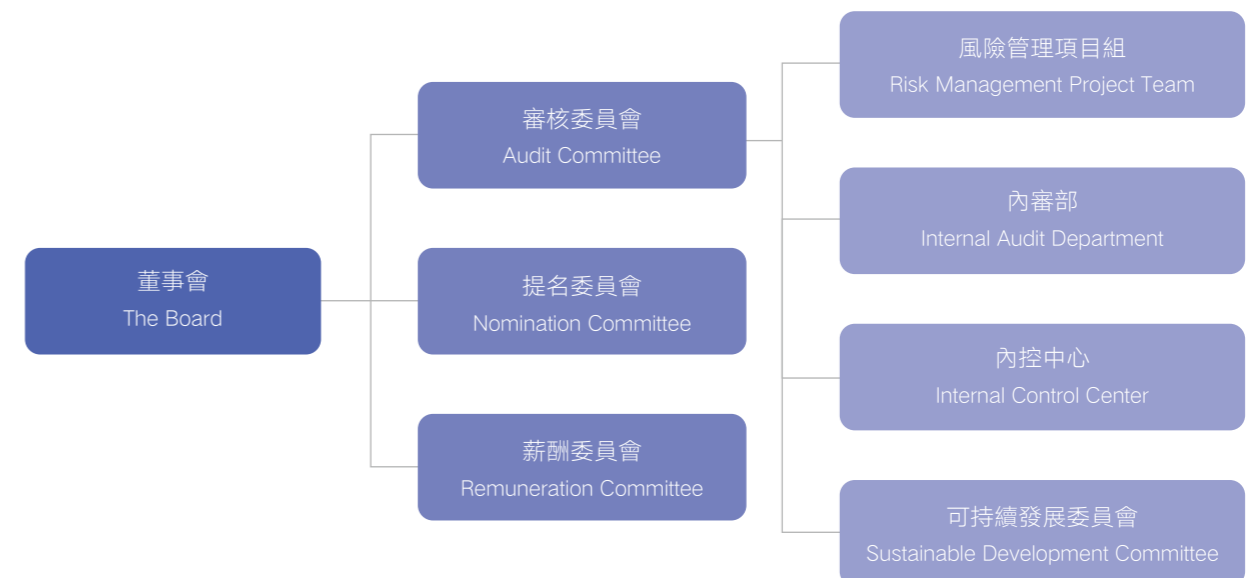 董事會
The Board
審核委員會
Audit Committee
提名委員會
Nomination Committee
薪酬委員會
Remuneration Committee
風險管理項目組
Risk Management Project Team
內審部
Internal Audit Department
內控中心
Internal Control Center
可持續發展委員會
Sustainable Development Committee